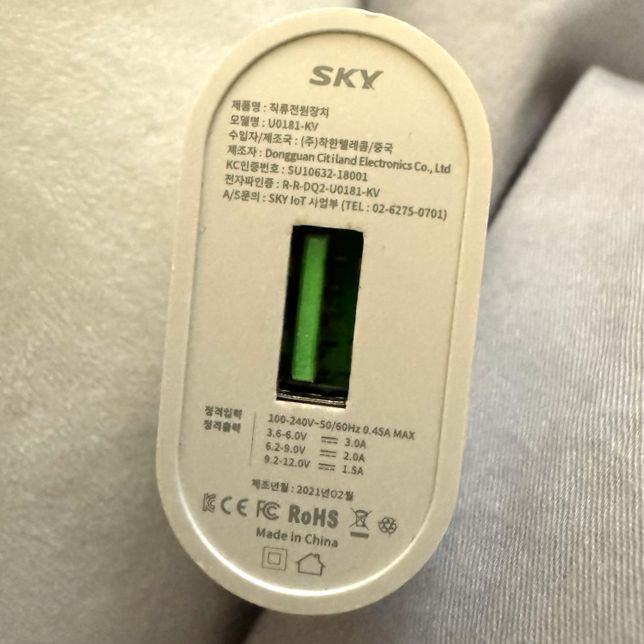 SKY
제품명 : 직류전원장치
모델명 : U0181-KV
수입자/제조국 : (주)착한텔레콤/중국
제조자 : Dongguan Citiland Electronics Co., Ltd
KC인증번호 : SU10632-18001
전자파인증 : R-R-DQ2-U0181-KV
A/S문의 : SKY IoT 사업부 (TEL : 02-6275-0701)
정격입력 100-240V~50/60Hz 0.45A MAX
정격출력 3.6-6.0V ⎓ 3.0A
6.2-9.0V ⎓ 2.0A
9.2-12.0V ⎓ 1.5A
제조년월 : 2021년02월
KC CE FC RoHS
Made in China